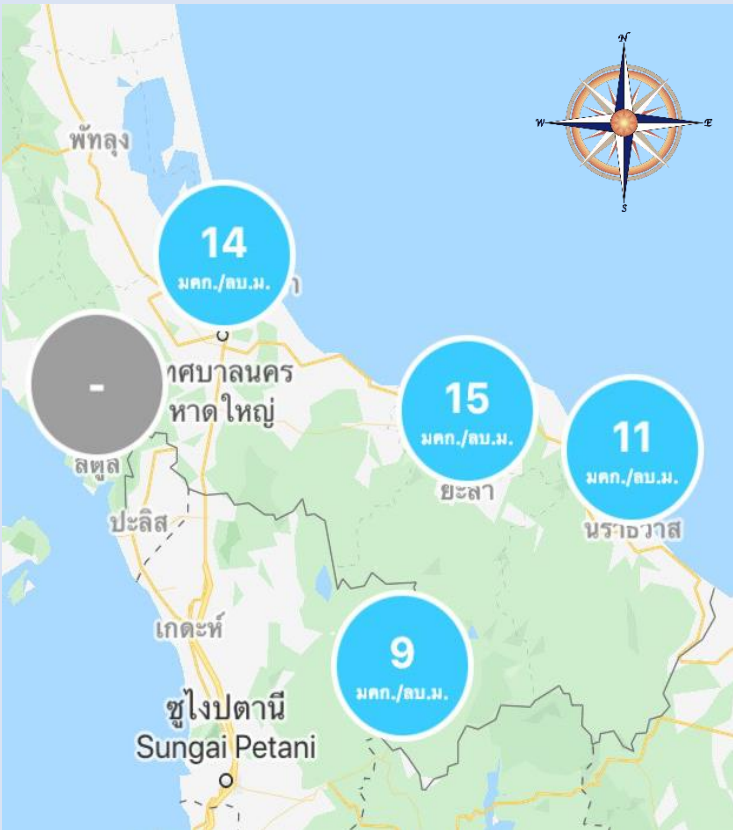 N
W
E
S
พัทลุง
14
มคก./ลบ.ม.
า
-
ทศบาลนคร
หาดใหญ่
สตูล
ปะลิส
15
มคก./ลบ.ม.
ยะลา
11
มคก./ลบ.ม.
นราธิวาส
เกดะห์
9
มคก./ลบ.ม.
ซูไงปตานี
Sungai Petani